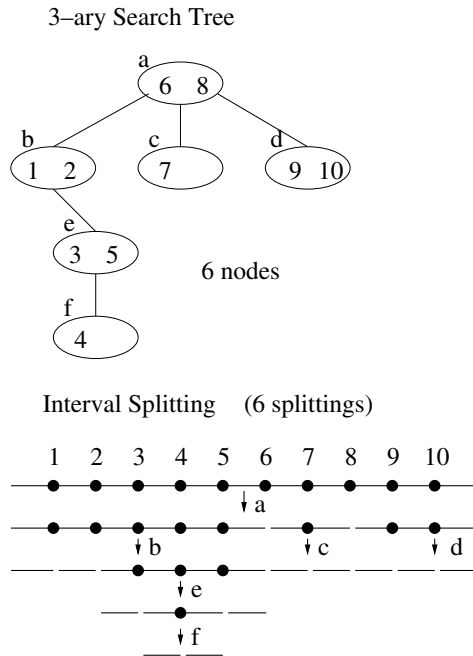 3–ary Search Tree
a
6 8
b
c
d
1 2
7
9 10
e
3 5
6 nodes
f
4
Interval Splitting (6 splittings)
1 2 3 4 5 6 7 8 9 10
a
b c d
e
f